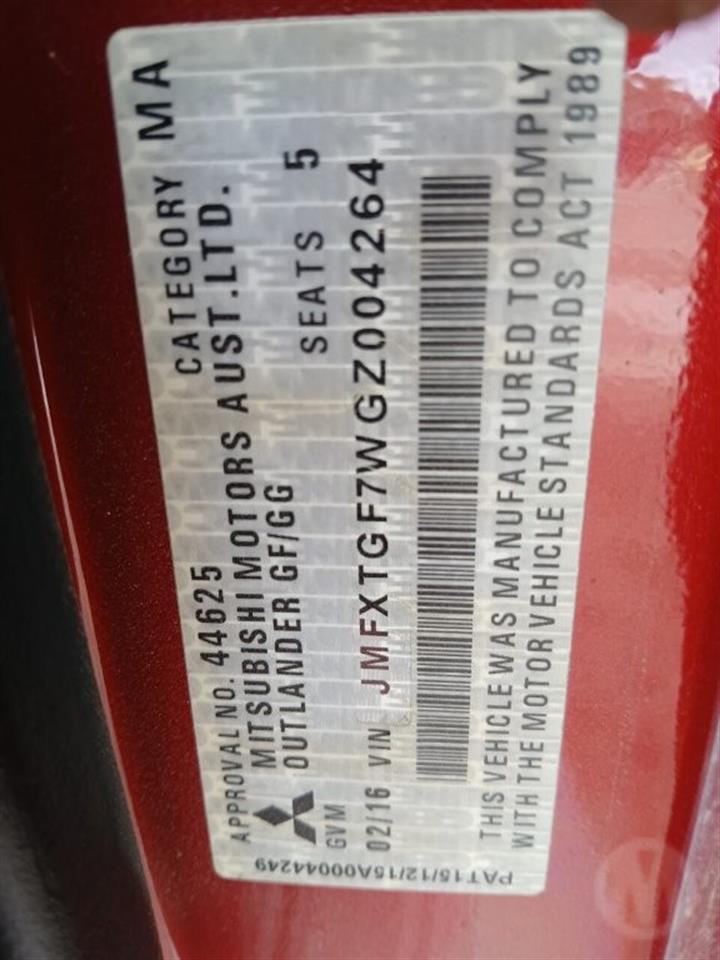 APPROVAL NO. 44625 CATEGORY MA
MITSUBISHI MOTORS AUST.LTD.
OUTLANDER GF/GG
GVM SEATS 5
02/16 VIN JMFXTGF7WGZ004264
THIS VEHICLE WAS MANUFACTURED TO COMPLY
WITH THE MOTOR VEHICLE STANDARDS ACT 1989
PAT15/12/15A00044249
M